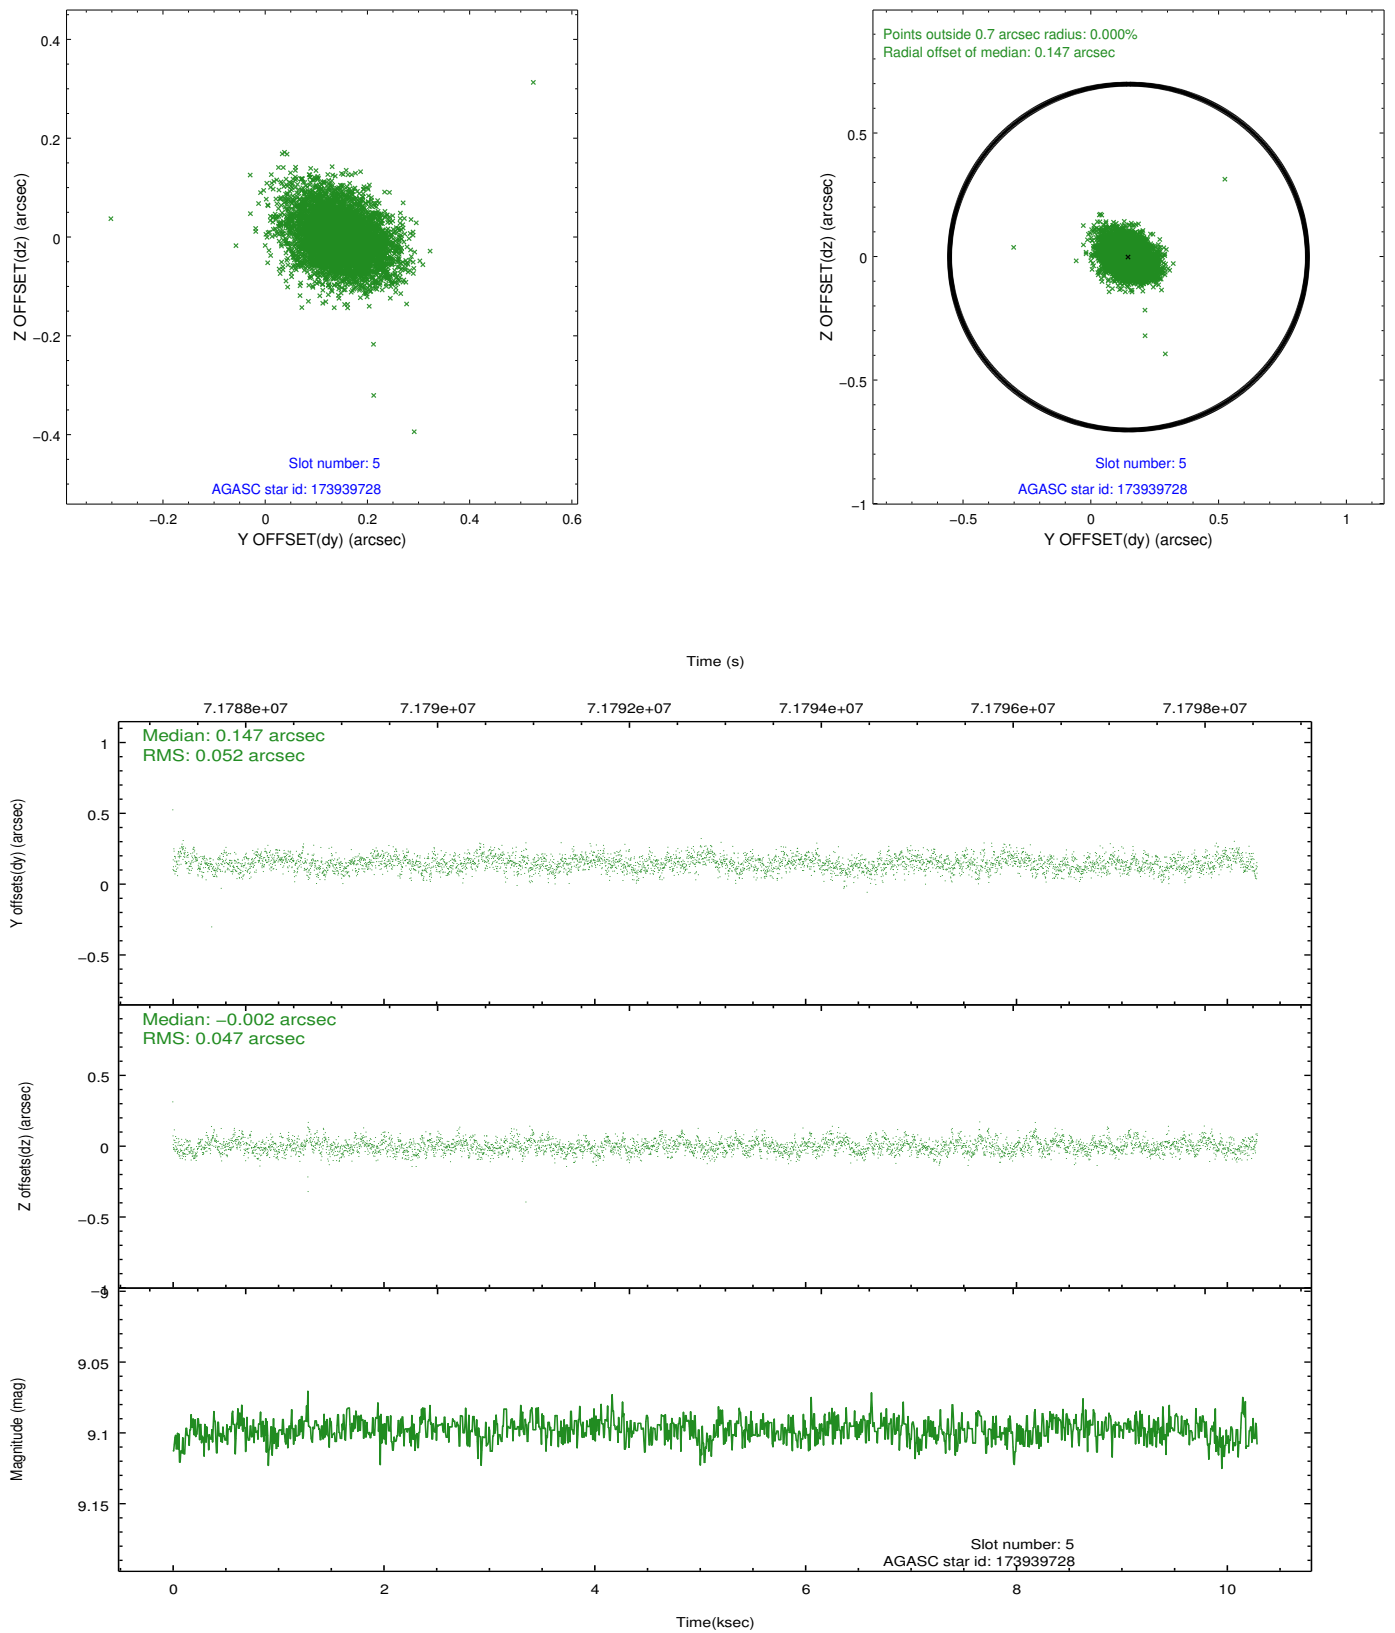 0.4
0.2
0
−0.2
−0.4
Z OFFSET(dz) (arcsec)
Slot number: 5
AGASC star id: 173939728
−0.2
0
0.2
0.4
0.6
Y OFFSET(dy) (arcsec)
Points outside 0.7 arcsec radius: 0.000%
Radial offset of median: 0.147 arcsec
0.5
0
−0.5
−1
Z OFFSET(dz) (arcsec)
Slot number: 5
AGASC star id: 173939728
−0.5
0
0.5
1
Y OFFSET(dy) (arcsec)
Time (s)
7.1788e+07
7.179e+07
7.1792e+07
7.1794e+07
7.1796e+07
7.1798e+07
Median: 0.147 arcsec
RMS: 0.052 arcsec
1
0.5
0
−0.5
Y offsets(dy) (arcsec)
Median: −0.002 arcsec
RMS: 0.047 arcsec
0.5
0
−0.5
−1
Z offsets(dz) (arcsec)
9
9.05
9.1
9.15
Magnitude (mag)
Slot number: 5
AGASC star id: 173939728
0
2
4
6
8
10
Time(ksec)